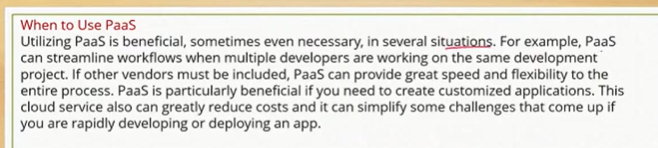 When to Use PaaS
Utilizing PaaS is beneficial, sometimes even necessary, in several situations. For example, PaaS
can streamline workflows when multiple developers are working on the same development
project. If other vendors must be included, PaaS can provide great speed and flexibility to the
entire process. PaaS is particularly beneficial if you need to create customized applications. This
cloud service also can greatly reduce costs and it can simplify some challenges that come up if
you are rapidly developing or deploying an app.